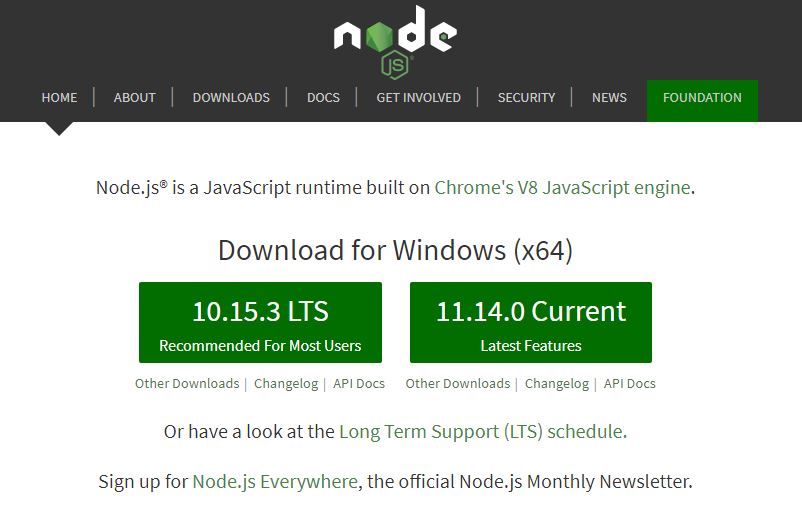 node
JS®
HOME | ABOUT | DOWNLOADS | DOCS | GET INVOLVED | SECURITY | NEWS FOUNDATION
Node.js® is a JavaScript runtime built on Chrome's V8 JavaScript engine.
Download for Windows (x64)
10.15.3 LTS
Recommended For Most Users
11.14.0 Current
Latest Features
Other Downloads | Changelog | API Docs
Other Downloads | Changelog | API Docs
Or have a look at the Long Term Support (LTS) schedule.
Sign up for Node.js Everywhere, the official Node.js Monthly Newsletter.